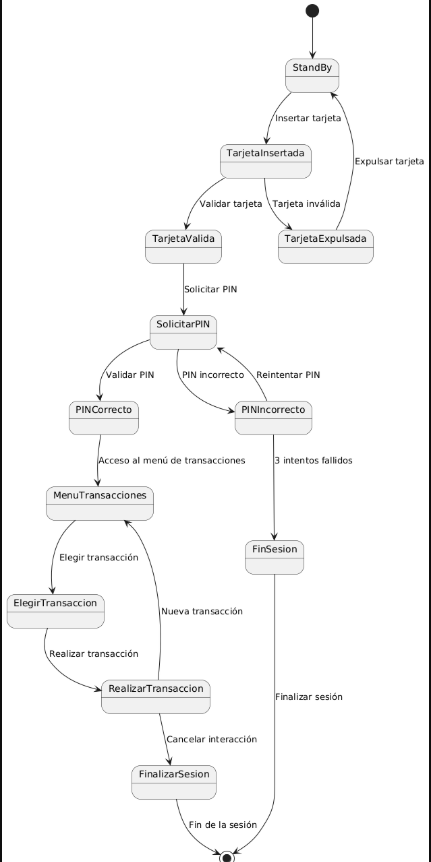 StandBy
Insertar tarjeta
TarjetaInsertada
Expulsar tarjeta
Validar tarjeta
Tarjeta inválida
TarjetaValida
TarjetaExpulsada
Solicitar PIN
SolicitarPIN
Validar PIN
PIN incorrecto
Reintentar PIN
PINCorrecto
PINIncorrecto
Acceso al menú de transacciones
3 intentos fallidos
MenuTransacciones
FinSesion
Elegir transacción
ElegirTransaccion
Nueva transacción
Realizar transacción
RealizarTransaccion
Finalizar sesión
Cancelar interacción
FinalizarSesion
Fin de la sesión